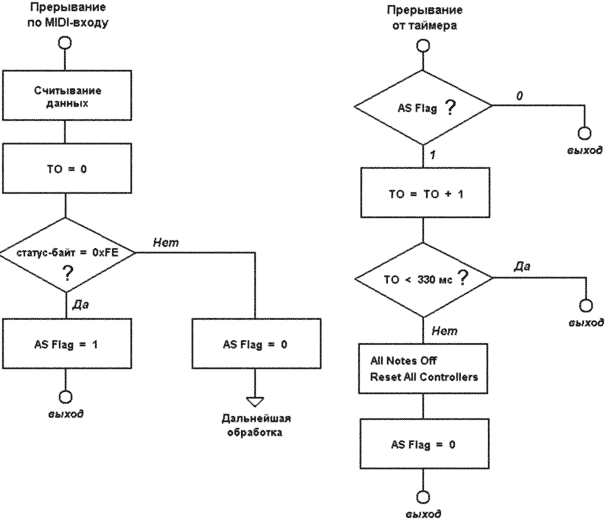 Прерывание
по MIDI-входу
Считывание
данных
TO = 0
статус-байт = 0xFE
?
Нет
Да
AS Flag = 1
AS Flag = 0
выход
Дальнейшая
обработка
Прерывание
от таймера
AS Flag ?
0
выход
1
TO = TO + 1
TO < 330 мс ?
Да
выход
Нет
All Notes Off
Reset All Controllers
AS Flag = 0
выход